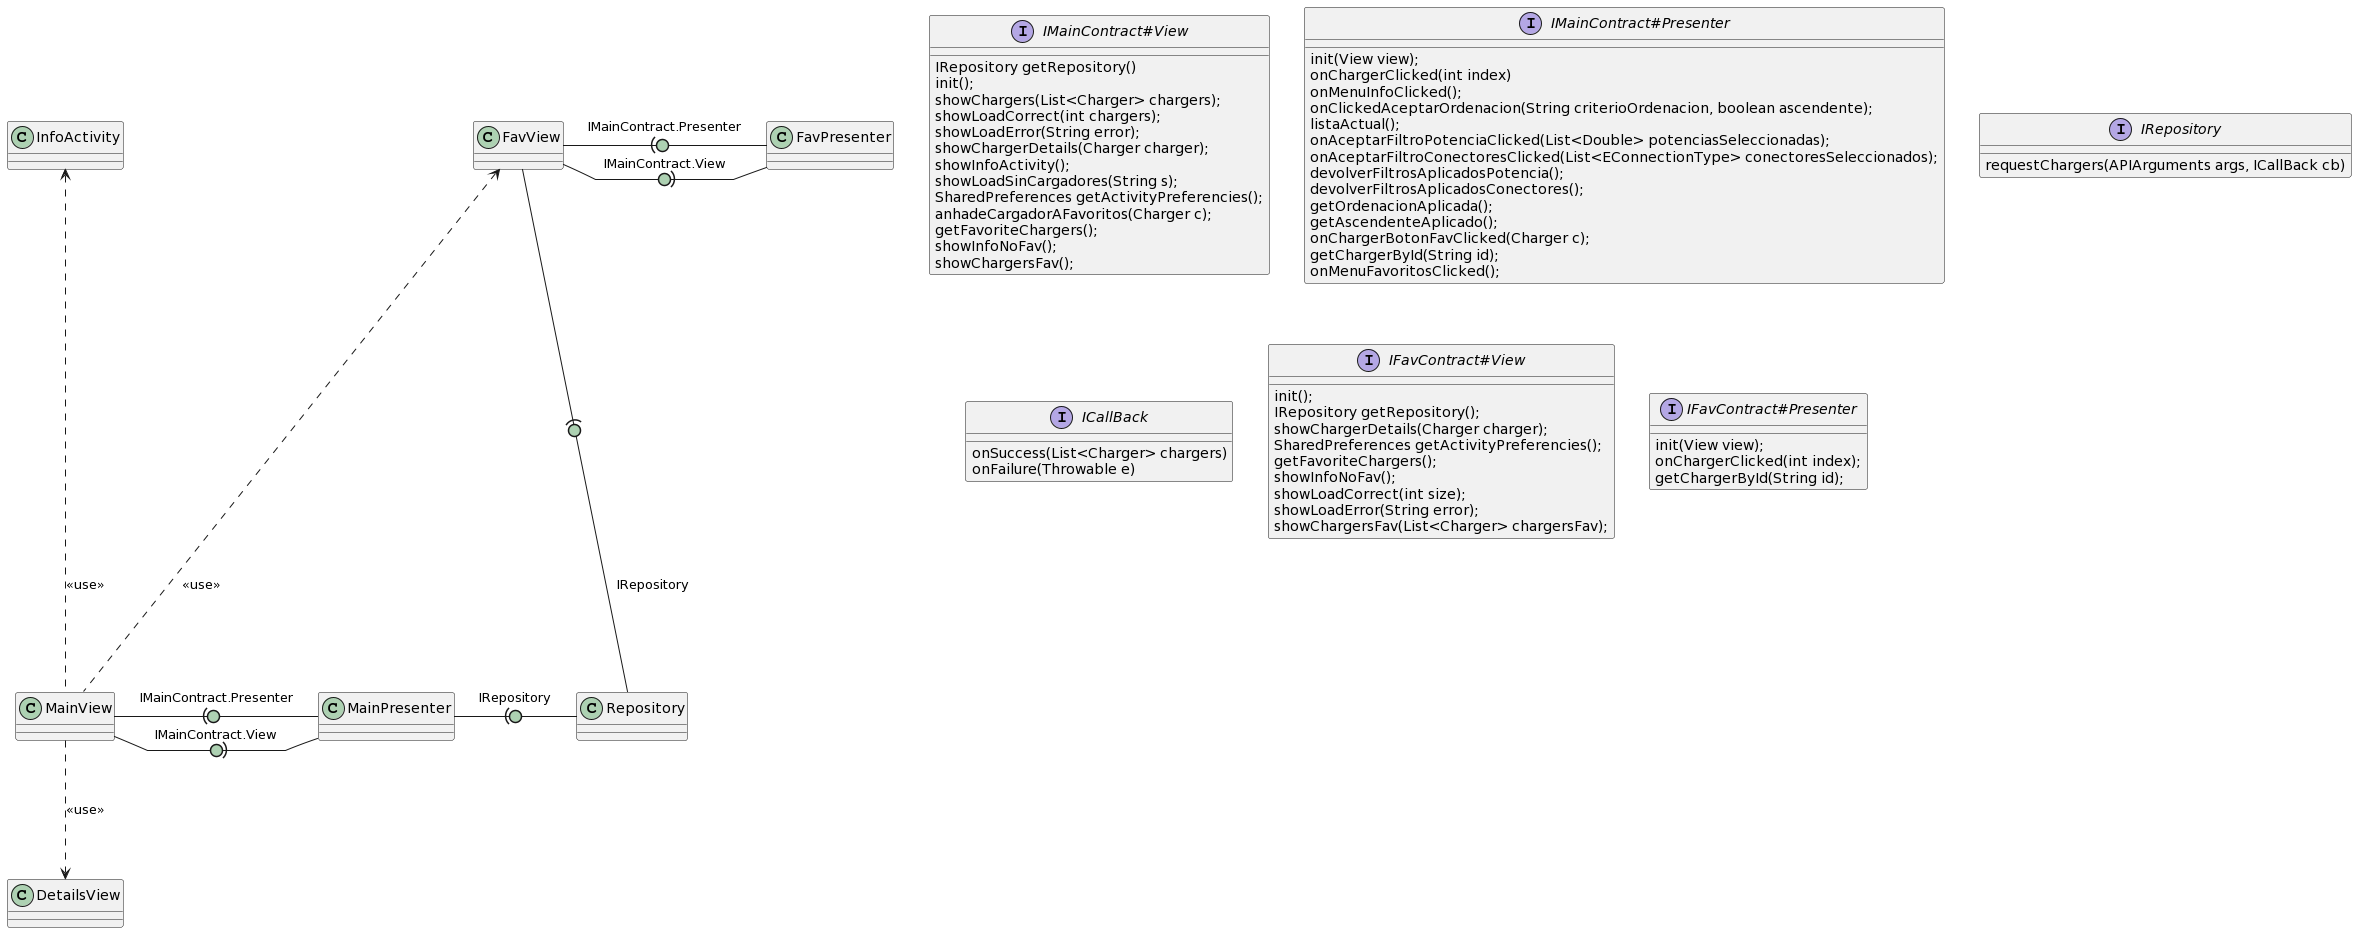 InfoActivity
FavView
IMainContract.Presenter
IMainContract.View
FavPresenter
«use»
«use»
IRepository
MainView
IMainContract.Presenter
IMainContract.View
MainPresenter
IRepository
Repository
«use»
DetailsView
IMainContract#View
IRepository getRepository()
init();
showChargers(List<Charger> chargers);
showLoadCorrect(int chargers);
showLoadError(String error);
showChargerDetails(Charger charger);
showInfoActivity();
showLoadSinCargadores(String s);
SharedPreferences getActivityPreferencies();
anhadeCargadorAFavoritos(Charger c);
getFavoriteChargers();
showInfoNoFav();
showChargersFav();
IMainContract#Presenter
init(View view);
onChargerClicked(int index)
onMenuInfoClicked();
onClickedAceptarOrdenacion(String criterioOrdenacion, boolean ascendente);
listaActual();
onAceptarFiltroPotenciaClicked(List<Double> potenciasSeleccionadas);
onAceptarFiltroConectoresClicked(List<EConnectionType> conectoresSeleccionados);
devolverFiltrosAplicadosPotencia();
devolverFiltrosAplicadosConectores();
getOrdenacionAplicada();
getAscendenteAplicado();
onChargerBotonFavClicked(Charger c);
getChargerById(String id);
onMenuFavoritosClicked();
IRepository
requestChargers(APIArguments args, ICallBack cb)
ICallBack
onSuccess(List<Charger> chargers)
onFailure(Throwable e)
IFavContract#View
init();
IRepository getRepository();
showChargerDetails(Charger charger);
SharedPreferences getActivityPreferencies();
getFavoriteChargers();
showInfoNoFav();
showLoadCorrect(int size);
showLoadError(String error);
showChargersFav(List<Charger> chargersFav);
IFavContract#Presenter
init(View view);
onChargerClicked(int index);
getChargerById(String id);